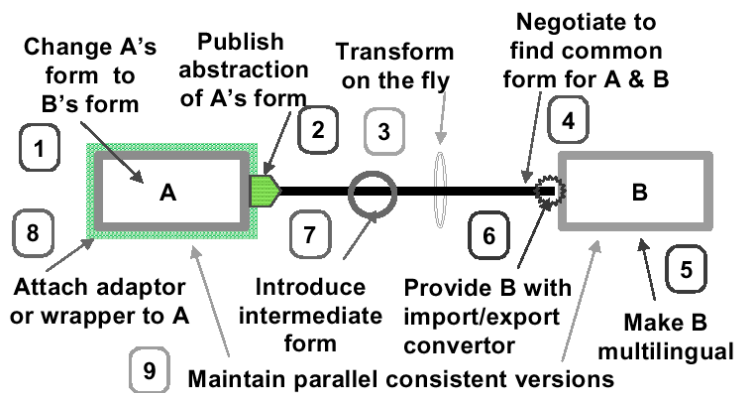 Change A's
form to
B's form
1
Publish
abstraction
of A's form
2
Transform
on the fly
3
Negotiate to
find common
form for A & B
4
A
B
8
Attach adaptor
or wrapper to A
7
Introduce
intermediate
form
6
Provide B with
import/export
convertor
5
Make B
multilingual
9
Maintain parallel consistent versions